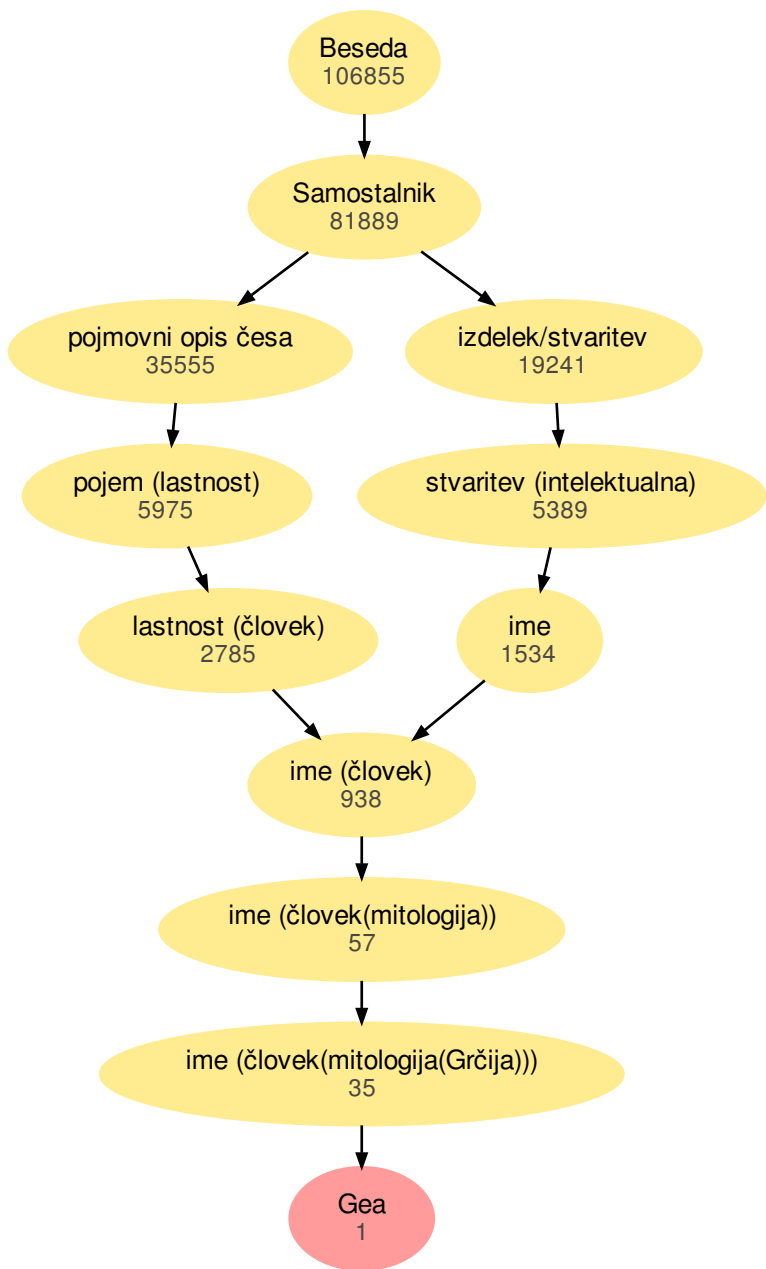 Beseda
106855
Samostalnik
81889
pojmovni opis česa
35555
izdelek/stvaritev
19241
pojem (lastnost)
5975
stvaritev (intelektualna)
5389
lastnost (človek)
2785
ime
1534
ime (človek)
938
ime (človek(mitologija))
57
ime (človek(mitologija(Grčija)))
35
Gea
1